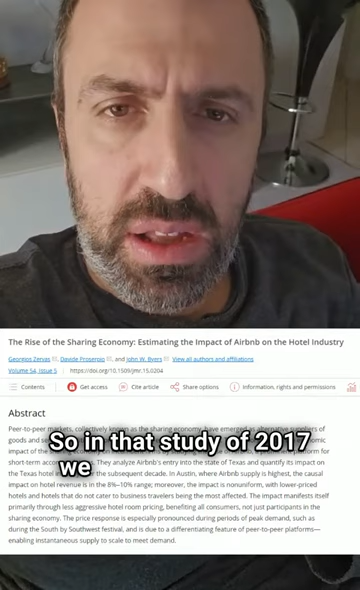 The Rise of the Sharing Economy: Estimating the Impact of Airbnb on the Hotel Industry
Georgios Zervas, Davide Proserpio, and John W. Byers View all authors and affiliations
Volume 54, Issue 5 https://doi.org/10.1509/jmr.15.0204
Contents Get access Cite article Share options Information, rights and permissions
Abstract
Peer-to-peer markets, collectively known as the sharing economy, have emerged as alternative suppliers of
goods and
So in that study of 2017
we
impact of
for
short-term They analyze Airbnb's entry into the state of Texas and quantify its impact on
the Texas hotel the subsequent decade. In Austin, where Airbnb supply is highest, the causal
impact on hotel revenue is in the 8%–10% range; moreover, the impact is nonuniform, with lower-priced
hotels and hotels that do not cater to business travelers being the most affected. The impact manifests itself
primarily through less aggressive hotel room pricing, benefiting all consumers, not just participants in the
sharing economy. The price response is especially pronounced during periods of peak demand, such as
during the South by Southwest festival, and is due to a differentiating feature of peer-to-peer platforms—
enabling instantaneous supply to scale to meet demand.